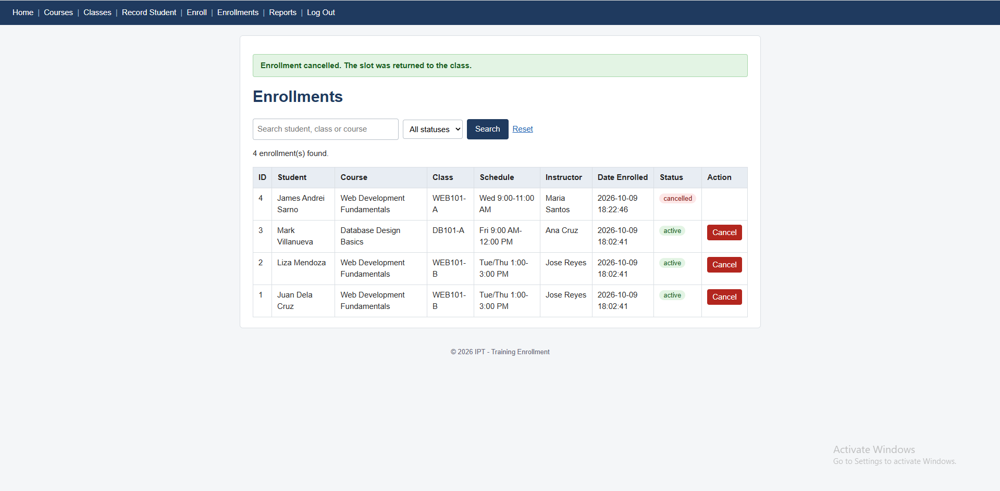 Home | Courses | Classes | Record Student | Enroll | Enrollments | Reports | Log Out
Enrollment cancelled. The slot was returned to the class.
Enrollments
Search student, class or course All statuses Search Reset
4 enrollment(s) found.
ID Student Course Class Schedule Instructor Date Enrolled Status Action
4 James Andrei Web Development WEB101- Wed 9:00-11:00 Maria 2026-10-09 cancelled
Sarno Fundamentals A AM Santos 18:22:46
3 Mark Database Design DB101-A Fri 9:00 AM- Ana Cruz 2026-10-09 active Cancel
Villanueva Basics 12:00 PM 18:02:41
2 Liza Mendoza Web Development WEB101- Tue/Thu 1:00- Jose Reyes 2026-10-09 active Cancel
Fundamentals B 3:00 PM 18:02:41
1 Juan Dela Web Development WEB101- Tue/Thu 1:00- Jose Reyes 2026-10-09 active Cancel
Cruz Fundamentals B 3:00 PM 18:02:41
© 2026 IPT - Training Enrollment
Activate Windows
Go to Settings to activate Windows.